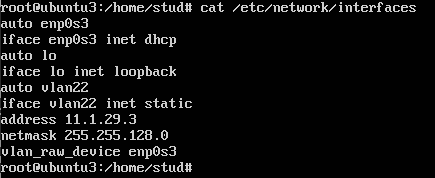 root@ubuntu3:/home/stud# cat /etc/network/interfaces
auto enp0s3
iface enp0s3 inet dhcp
auto lo
iface lo inet loopback
auto vlan22
iface vlan22 inet static
address 11.1.29.3
netmask 255.255.128.0
vlan_raw_device enp0s3
root@ubuntu3:/home/stud#